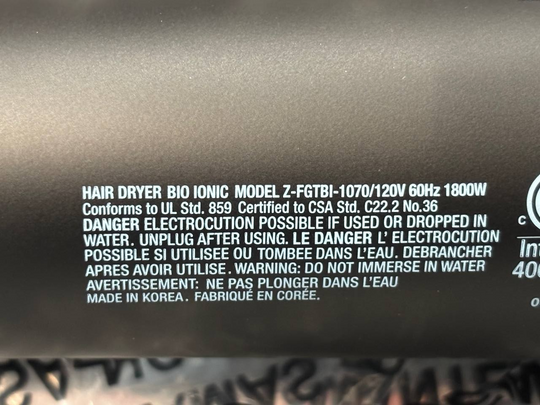 HAIR DRYER BIO IONIC MODEL Z-FGTBI-1070/120V 60Hz 1800W
Conforms to UL Std. 859 Certified to CSA Std. C22.2 No.36
DANGER ELECTROCUTION POSSIBLE IF USED OR DROPPED IN
WATER. UNPLUG AFTER USING. LE DANGER L' ELECTROCUTION
POSSIBLE SI UTILISEE OU TOMBEE DANS L'EAU. DEBRANCHER
APRES AVOIR UTILISE. WARNING: DO NOT IMMERSE IN WATER
AVERTISSEMENT: NE PAS PLONGER DANS L'EAU
MADE IN KOREA. FABRIQUÉ EN CORÉE.
C
Int
400